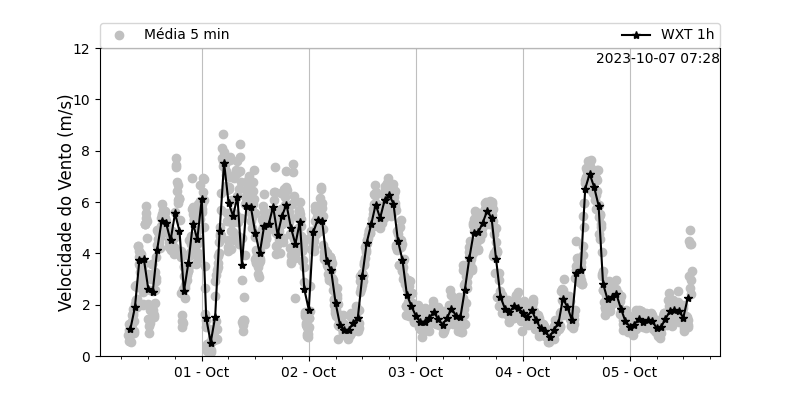 Média 5 min
WXT 1h
2023-10-07 07:28
Velocidade do Vento (m/s)
12
10
8
6
4
2
0
01 - Oct
02 - Oct
03 - Oct
04 - Oct
05 - Oct